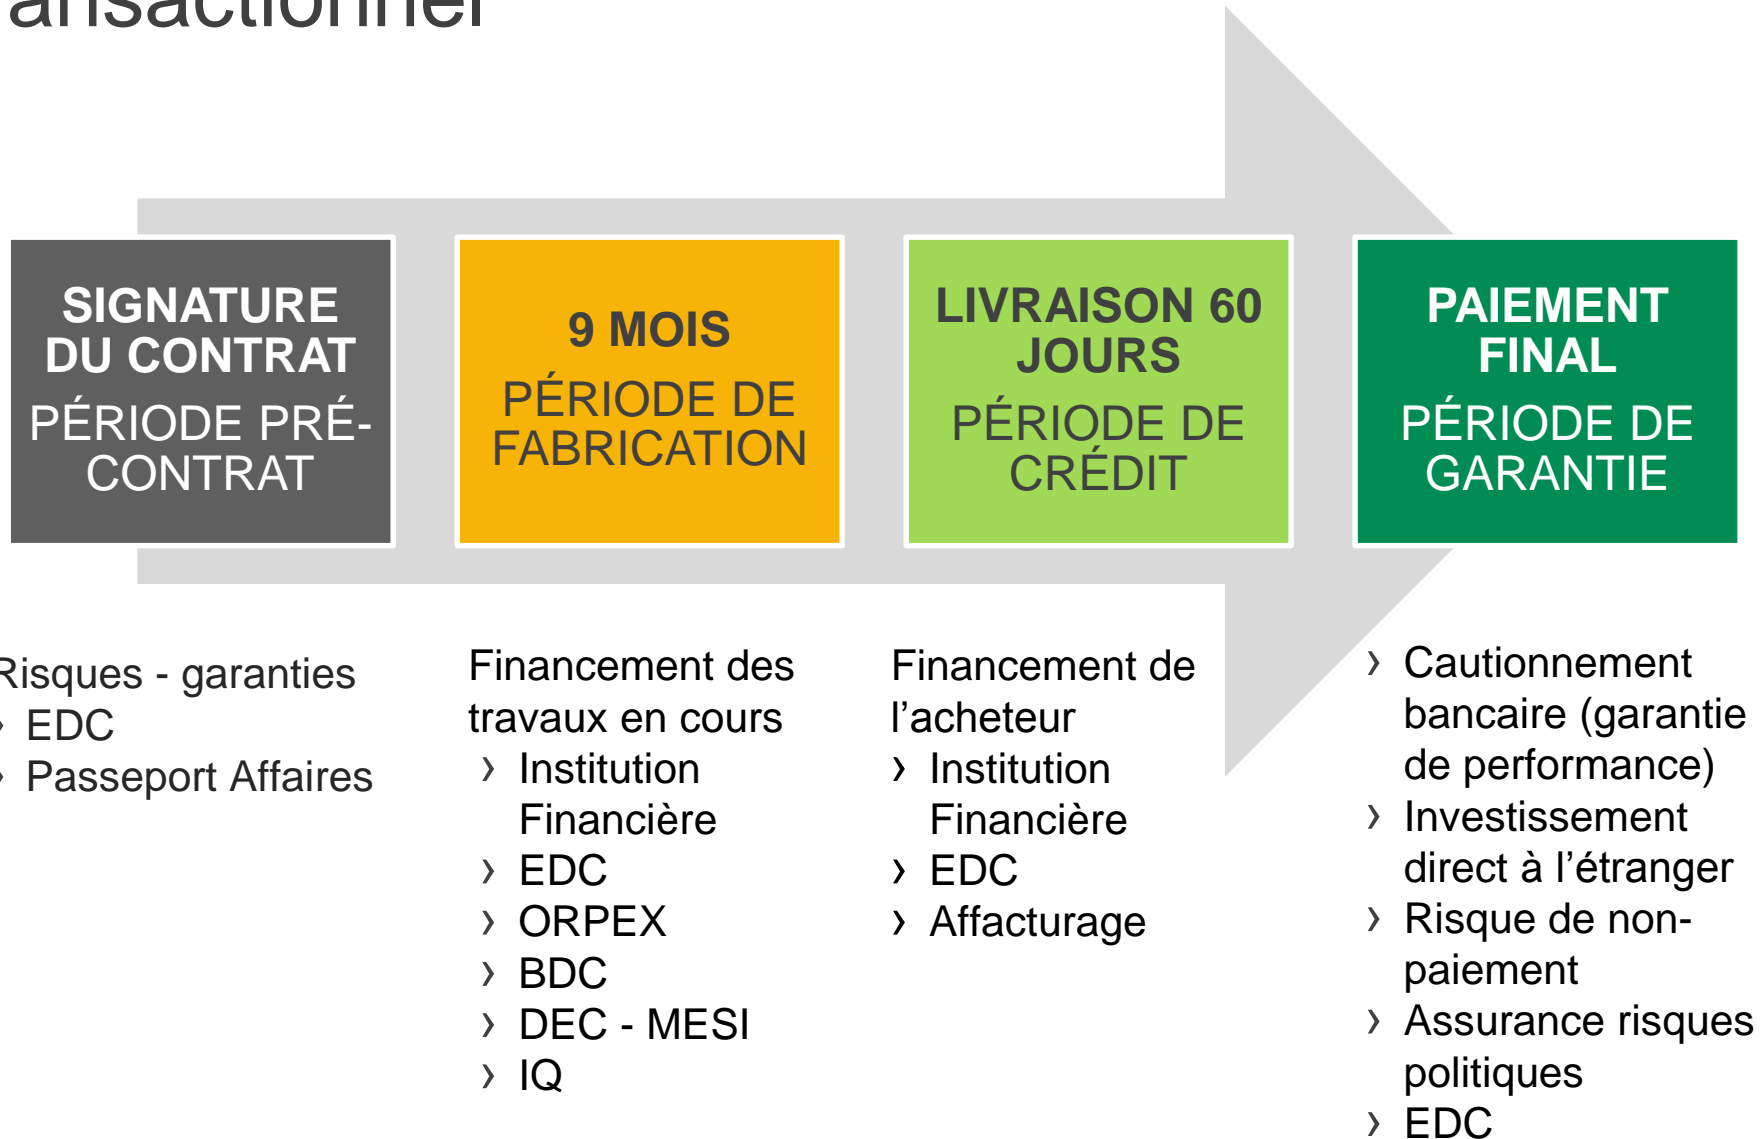 ansactionnel
SIGNATURE
DU CONTRAT
PÉRIODE PRÉ-
CONTRAT
9 MOIS
PÉRIODE DE
FABRICATION
LIVRAISON 60
JOURS
PÉRIODE DE
CRÉDIT
PAIEMENT
FINAL
PÉRIODE DE
GARANTIE
Risques - garanties
› EDC
› Passeport Affaires
Financement des
travaux en cours
› Institution
Financière
› EDC
› ORPEX
› BDC
› DEC - MESI
› IQ
Financement de
l’acheteur
› Institution
Financière
› EDC
› Affacturage
› Cautionnement
bancaire (garantie
de performance)
› Investissement
direct à l’étranger
› Risque de non-
paiement
› Assurance risques
politiques
› EDC